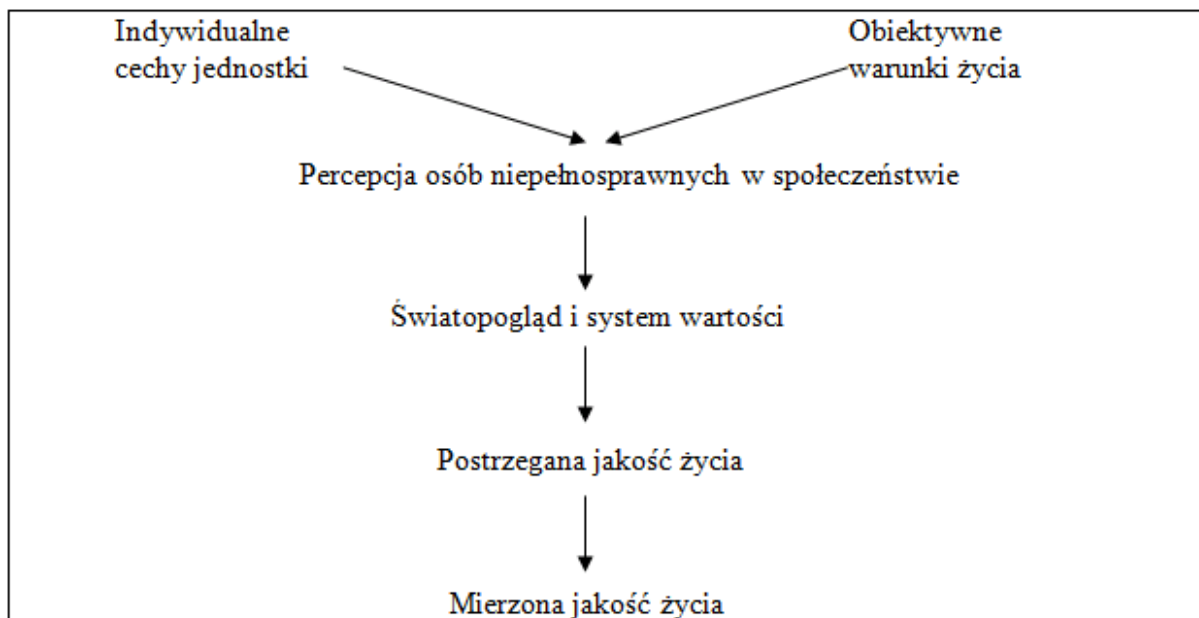 Indywidualne
cechy jednostki
Obiektywne
warunki życia
Percepcja osób niepełnosprawnych w społeczeństwie
Światopogląd i system wartości
Postrzegana jakość życia
Mierzona jakość życia